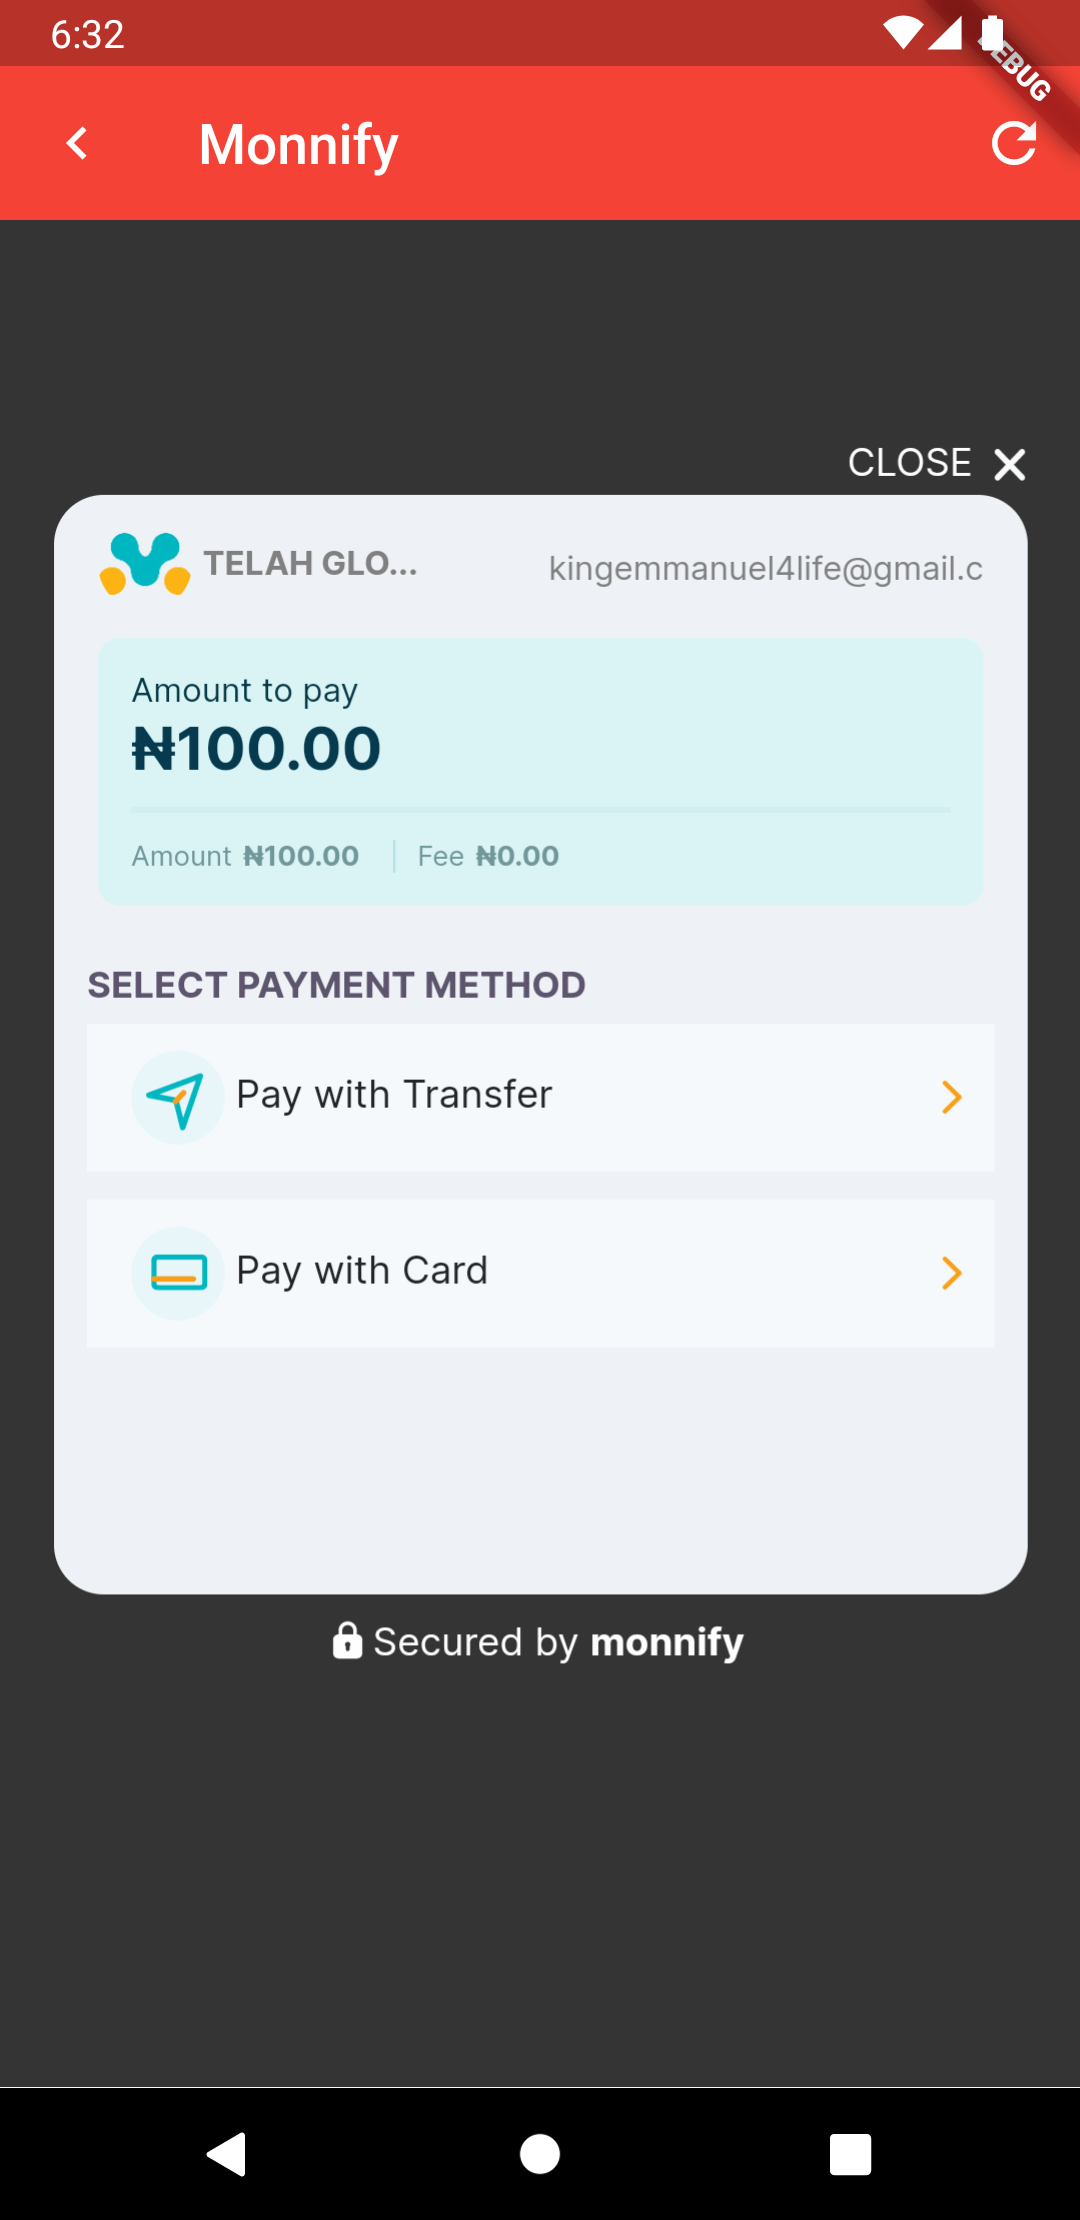 6:32
EBUG
Monnify
CLOSE
TELAH GLO...
kingemmanuel4life@gmail.c
Amount to pay
₦100.00
Amount ₦100.00 Fee ₦0.00
SELECT PAYMENT METHOD
Pay with Transfer
Pay with Card
Secured by monnify